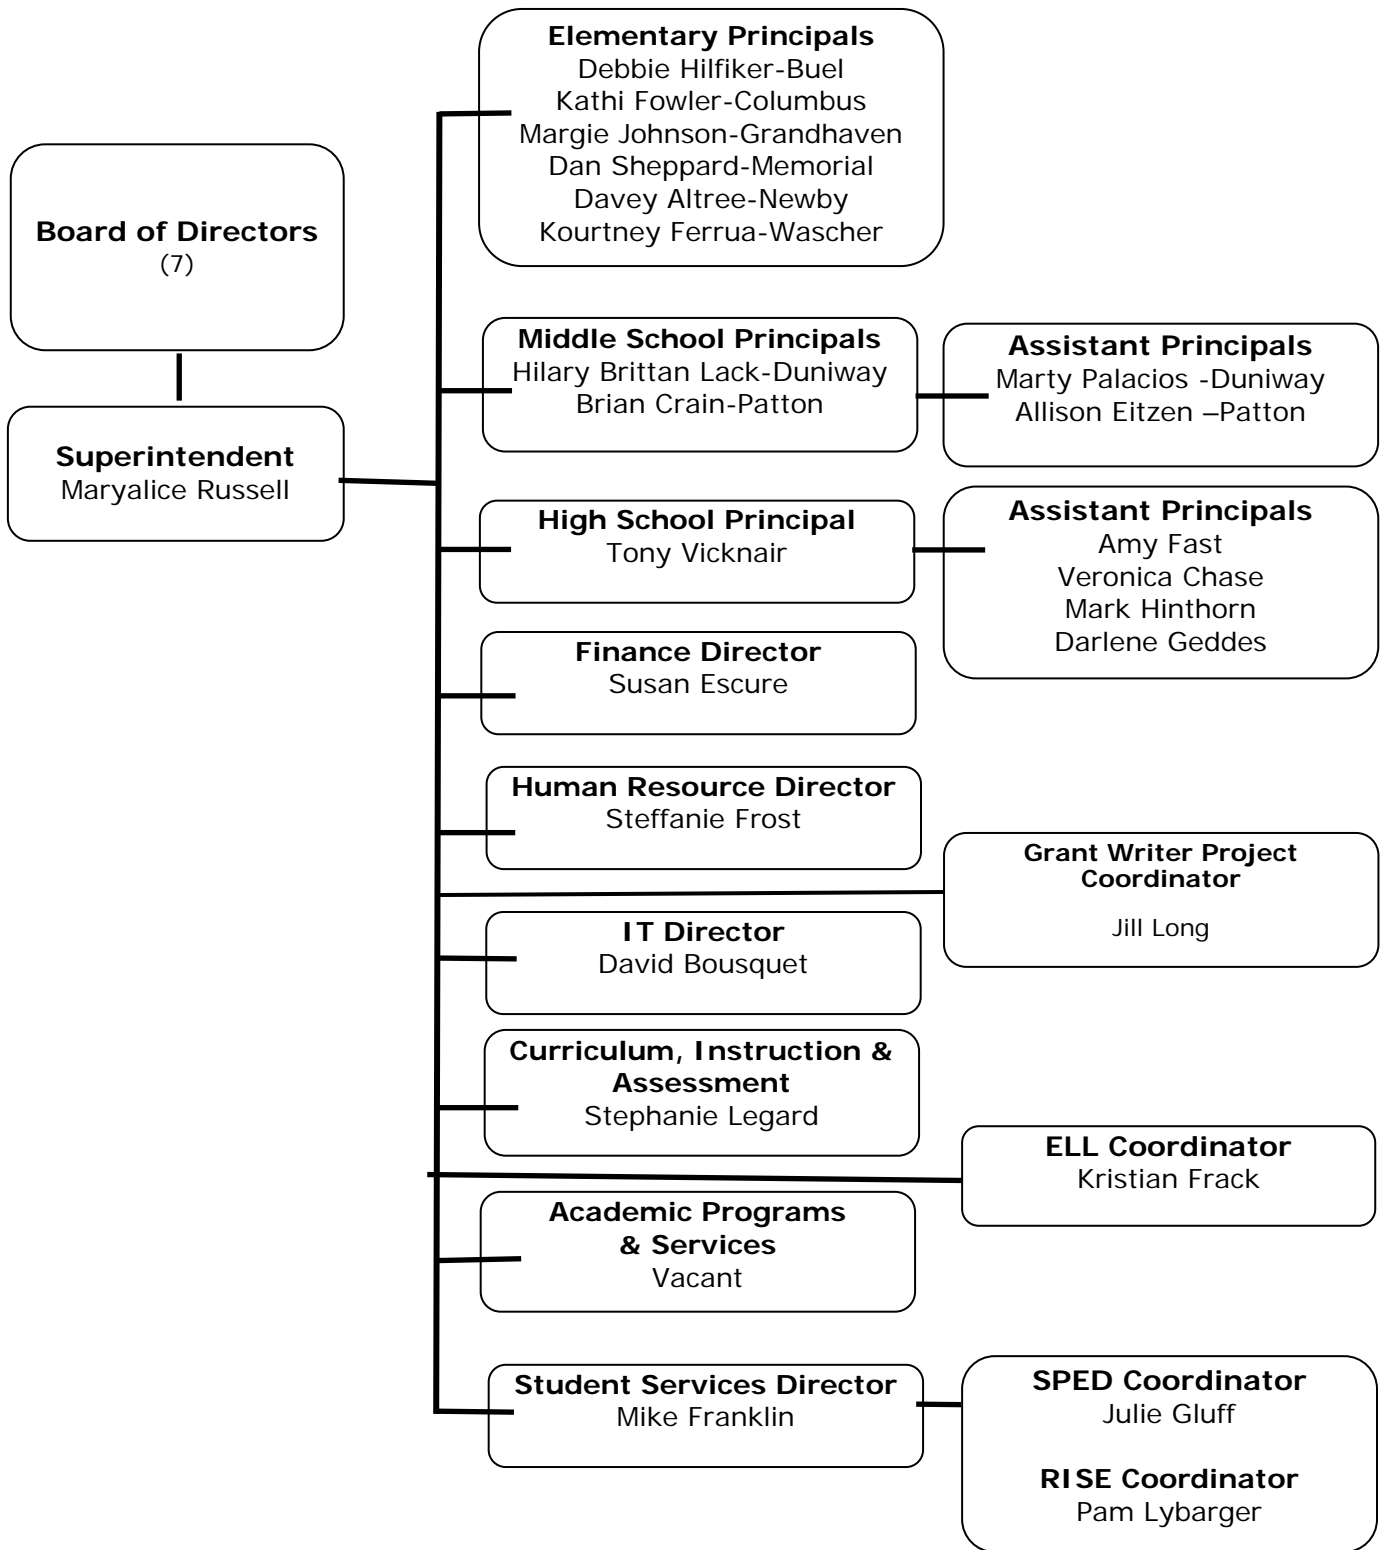 Board of Directors
(7)
Superintendent
Maryalice Russell
Elementary Principals
Debbie Hilfiker-Buel
Kathi Fowler-Columbus
Margie Johnson-Grandhaven
Dan Sheppard-Memorial
Davey Altree-Newby
Kourtney Ferrua-Wascher
Middle School Principals
Hilary Brittan Lack-Duniway
Brian Crain-Patton
Assistant Principals
Marty Palacios -Duniway
Allison Eitzen –Patton
High School Principal
Tony Vicknair
Assistant Principals
Amy Fast
Veronica Chase
Mark Hinthorn
Darlene Geddes
Finance Director
Susan Escure
Human Resource Director
Steffanie Frost
Grant Writer Project
Coordinator
Jill Long
IT Director
David Bousquet
Curriculum, Instruction &
Assessment
Stephanie Legard
ELL Coordinator
Kristian Frack
Academic Programs
& Services
Vacant
Student Services Director
Mike Franklin
SPED Coordinator
Julie Gluff
RISE Coordinator
Pam Lybarger